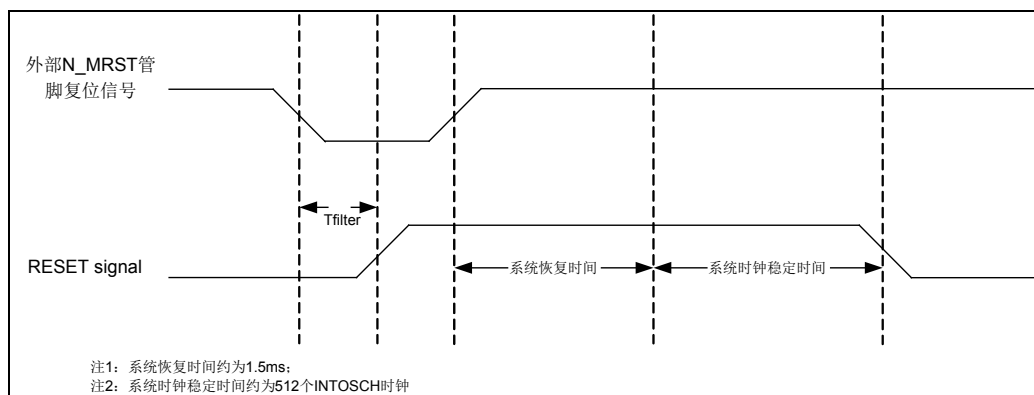 外部N_MRST管
脚复位信号
Tfilter
RESET signal
系统恢复时间
系统时钟稳定时间
注1：系统恢复时间约为1.5ms；
注2：系统时钟稳定时间约为512个INTOSCH时钟